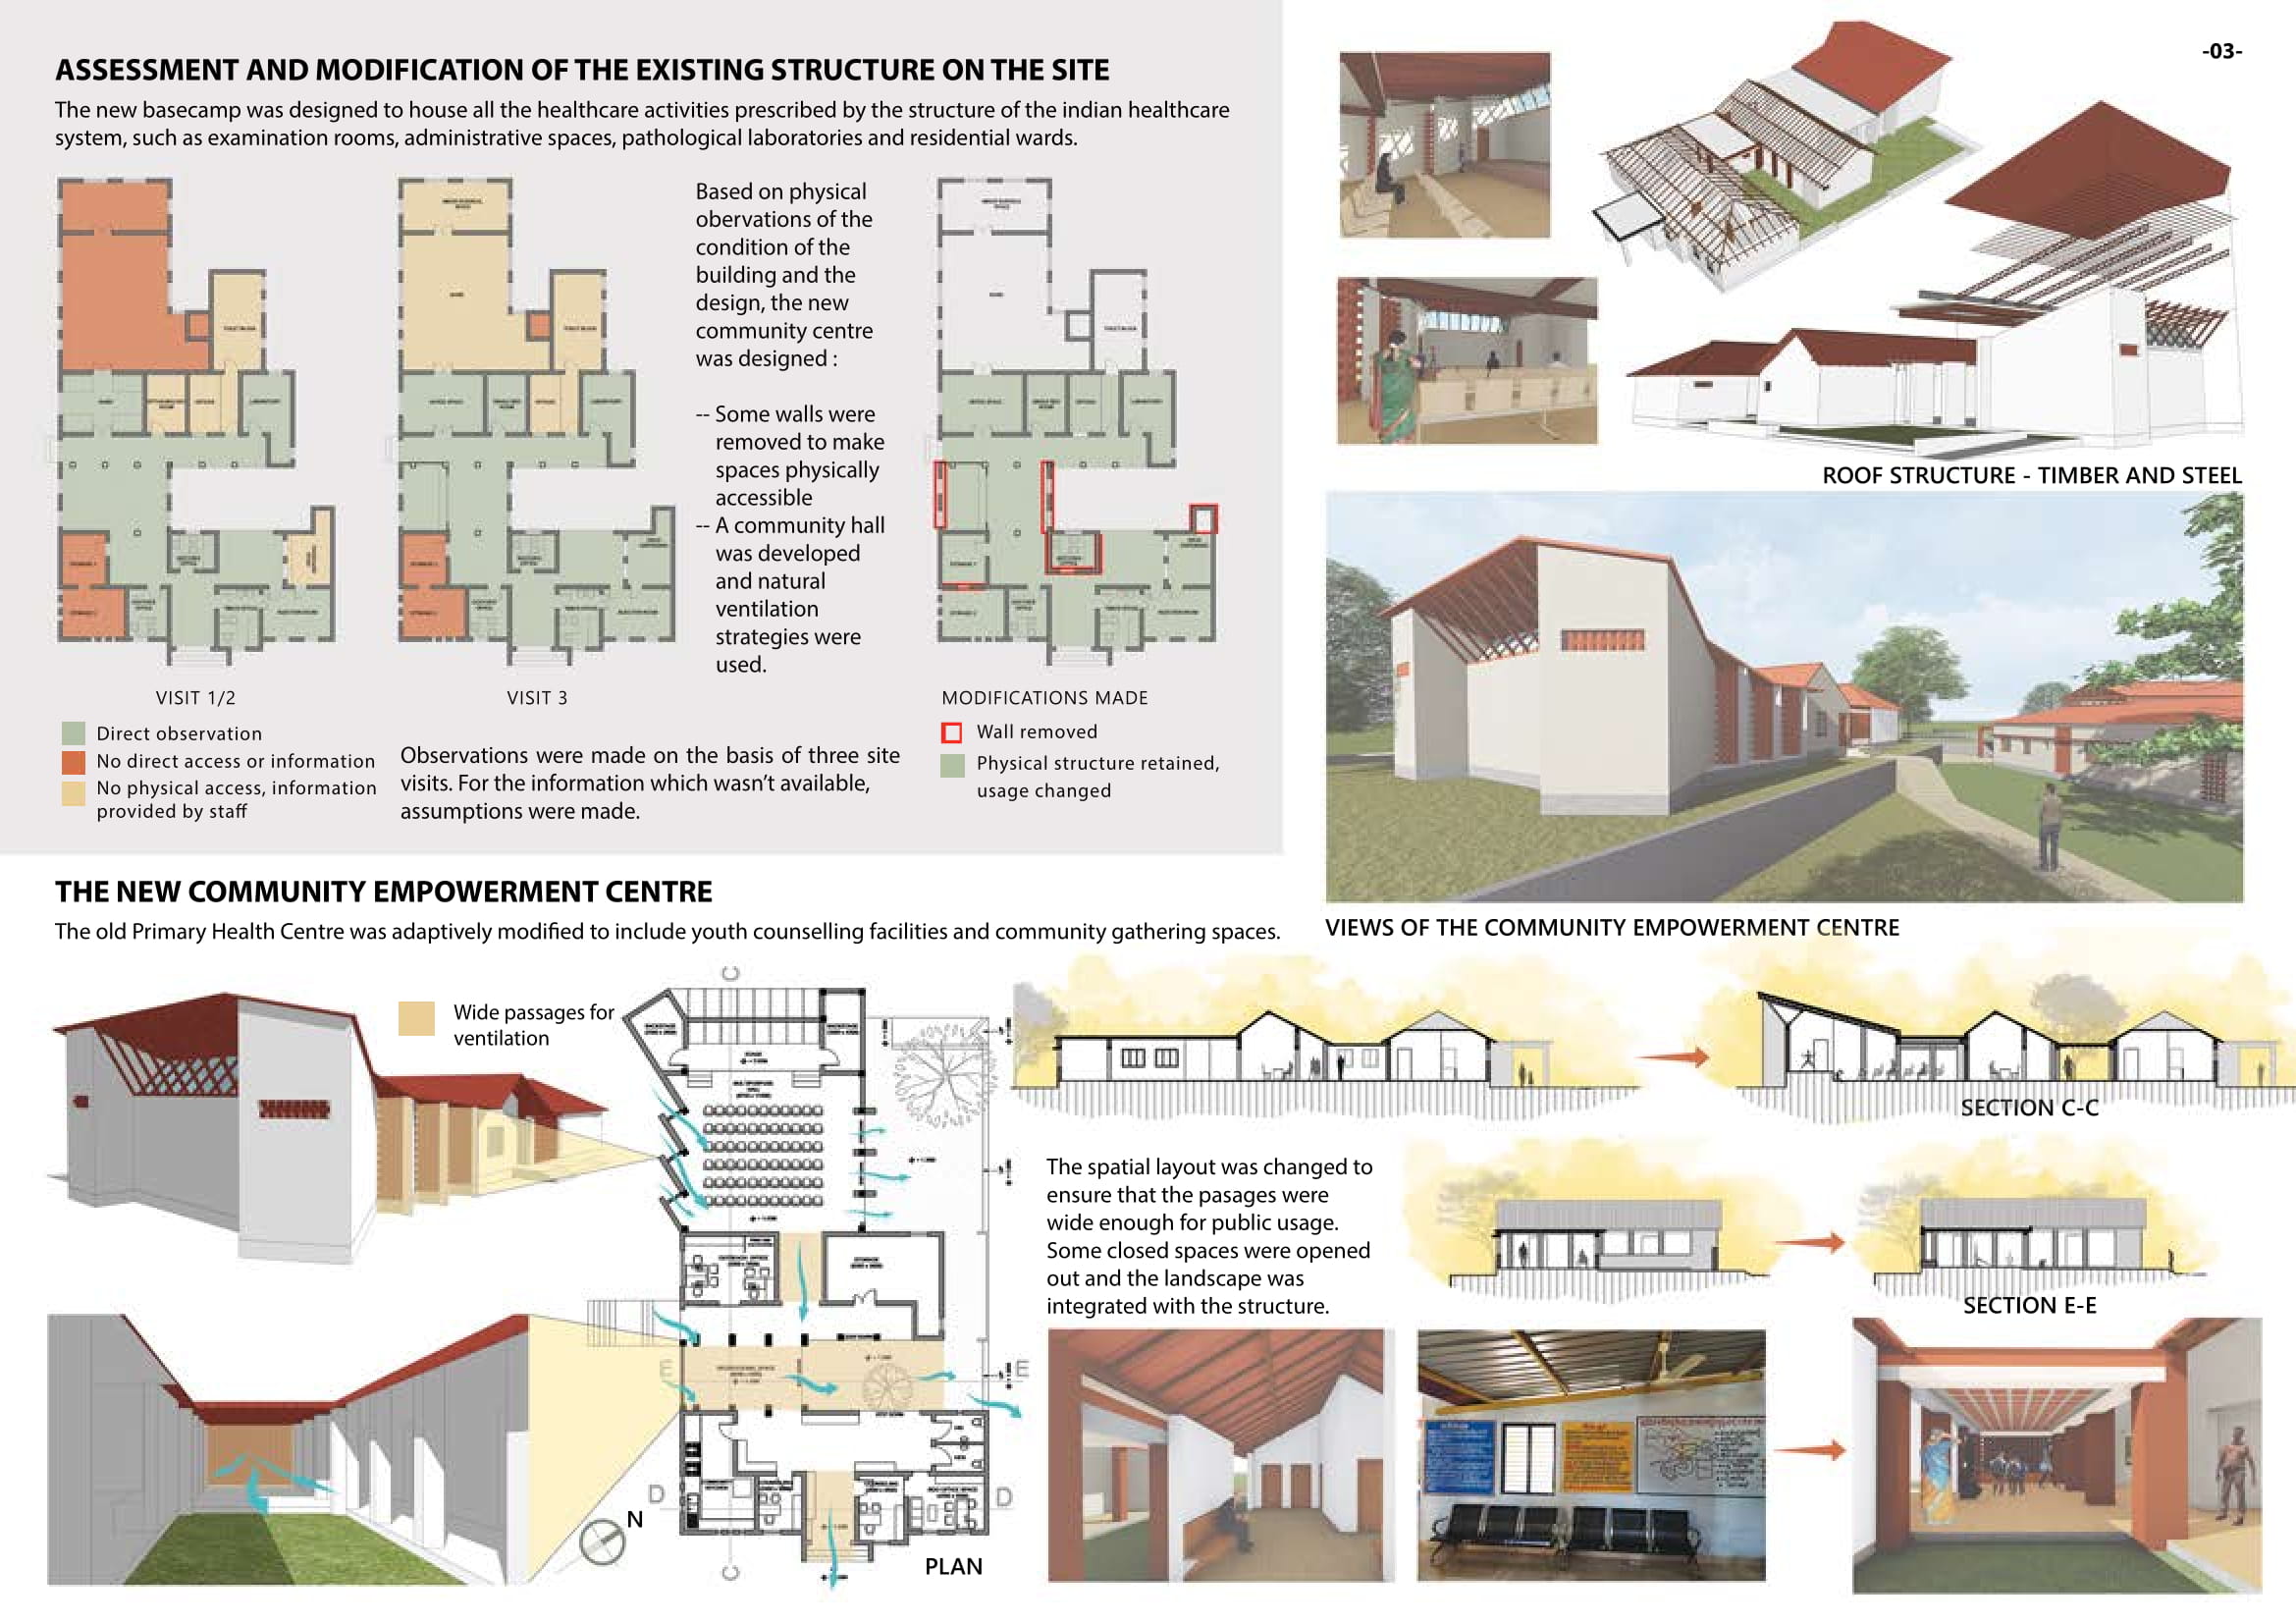 -03-
ASSESSMENT AND MODIFICATION OF THE EXISTING STRUCTURE ON THE SITE
The new basecamp was designed to house all the healthcare activities prescribed by the structure of the indian healthcare
system, such as examination rooms, administrative spaces, pathological laboratories and residential wards.
Based on physical
obervations of the
condition of the
building and the
design, the new
community centre
was designed :
-- Some walls were
removed to make
spaces physically
accessible
-- A community hall
was developed
and natural
ventilation
strategies were
used.
VISIT 1/2
Direct observation
No direct access or information
No physical access, information
provided by staff
VISIT 3
Observations were made on the basis of three site
visits. For the information which wasn’t available,
assumptions were made.
MODIFICATIONS MADE
Wall removed
Physical structure retained,
usage changed
ROOF STRUCTURE - TIMBER AND STEEL
VIEWS OF THE COMMUNITY EMPOWERMENT CENTRE
THE NEW COMMUNITY EMPOWERMENT CENTRE
The old Primary Health Centre was adaptively modified to include youth counselling facilities and community gathering spaces.
Wide passages for
ventilation
C
BACKSTAGE
BACKSTAGE
STAGE
STORAGE
E
E
D
D
C
N
PLAN
SECTION C-C
The spatial layout was changed to
ensure that the pasages were
wide enough for public usage.
Some closed spaces were opened
out and the landscape was
integrated with the structure.
SECTION E-E